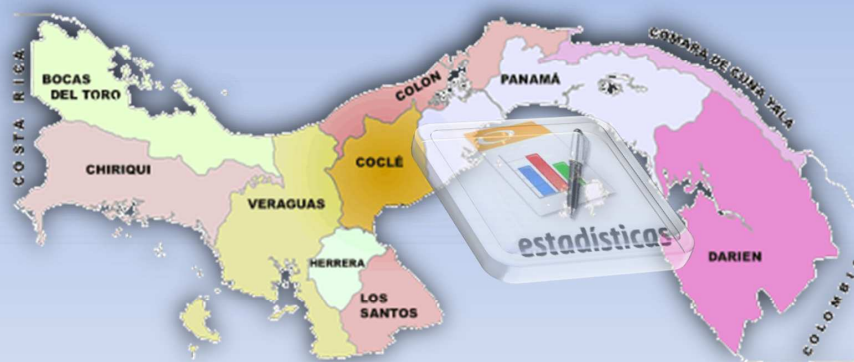 COSTA RICA
BOCAS
DEL TORO
CHIRIQUI
VERAGUAS
COCLÉ
COLON
PANAMÁ
COMARA DE CUNA YALA
HERRERA
LOS
SANTOS
DARIEN
COLOMBIA
estadísticas